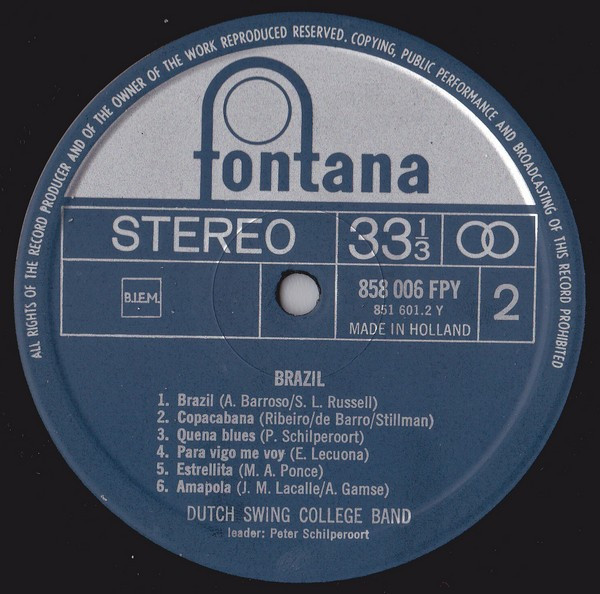 ALL RIGHTS OF THE RECORD PRODUCER AND OF THE OWNER OF THE WORK REPRODUCED RESERVED. COPYING, PUBLIC PERFORMANCE AND BROADCASTING OF THIS RECORD PROHIBITED
fontana
STEREO 33 1/3
B.I.E.M. 858 006 FPY 2
851 601.2 Y
MADE IN HOLLAND
BRAZIL
1. Brazil (A. Barroso/S. L. Russell)
2. Copacabana (Ribeiro/de Barro/Stillman)
3. Quena blues (P. Schilperoort)
4. Para vigo me voy (E. Lecuona)
5. Estrellita (M. A. Ponce)
6. Amapola (J. M. Lacalle/A. Gamse)
DUTCH SWING COLLEGE BAND
leader: Peter Schilperoort